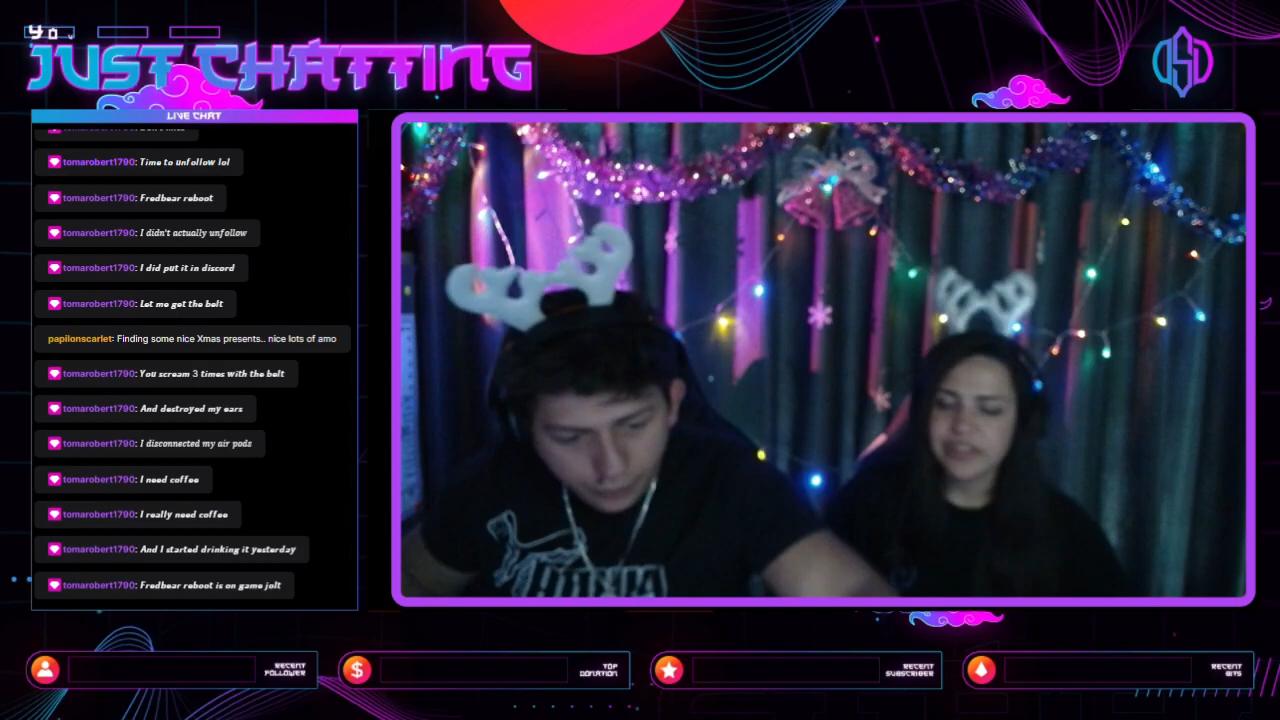 JUST CHATTING
LIVE CHAT
tomarobert1790: Time to unfollow lol
tomarobert1790: Fredbear reboot
tomarobert1790: I didn't actually unfollow
tomarobert1790: I did put it in discord
tomarobert1790: Let me get the belt
papilonscarlet: Finding some nice Xmas presents.. nice lots of amo
tomarobert1790: You scream 3 times with the belt
tomarobert1790: And destroyed my ears
tomarobert1790: I disconnected my air pods
tomarobert1790: I need coffee
tomarobert1790: I really need coffee
tomarobert1790: And I started drinking it yesterday
tomarobert1790: Fredbear reboot is on game jolt
RECENT
FOLLOWER
TOP
DONATION
RECENT
SUBSCRIBER
RECENT
BITS